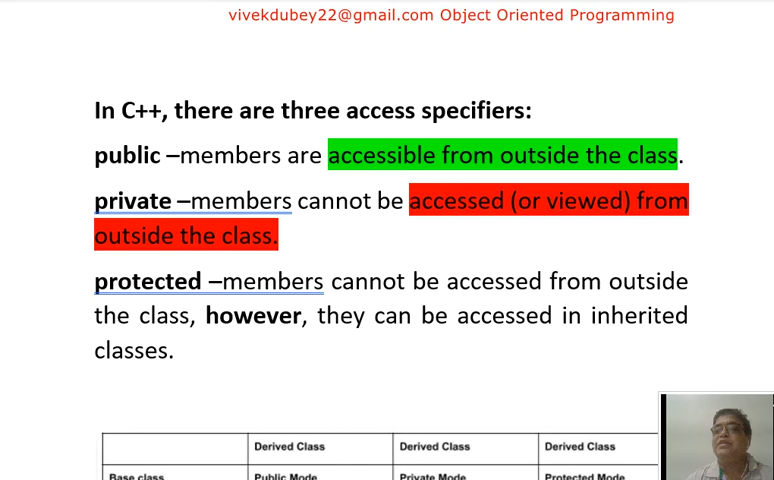 vivekdubey22@gmail.com Object Oriented Programming
In C++, there are three access specifiers:
public –members are accessible from outside the class.
private –members cannot be accessed (or viewed) from
outside the class.
protected –members cannot be accessed from outside
the class, however, they can be accessed in inherited
classes.
Derived Class Derived Class Derived Class
Base class Public Mode Private Mode Protected Mode